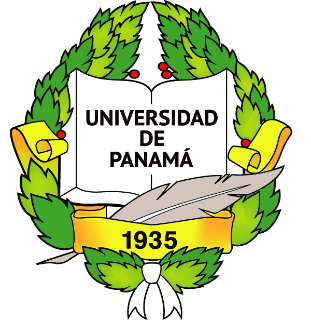 UNIVERSIDAD
DE
PANAMÁ
1935